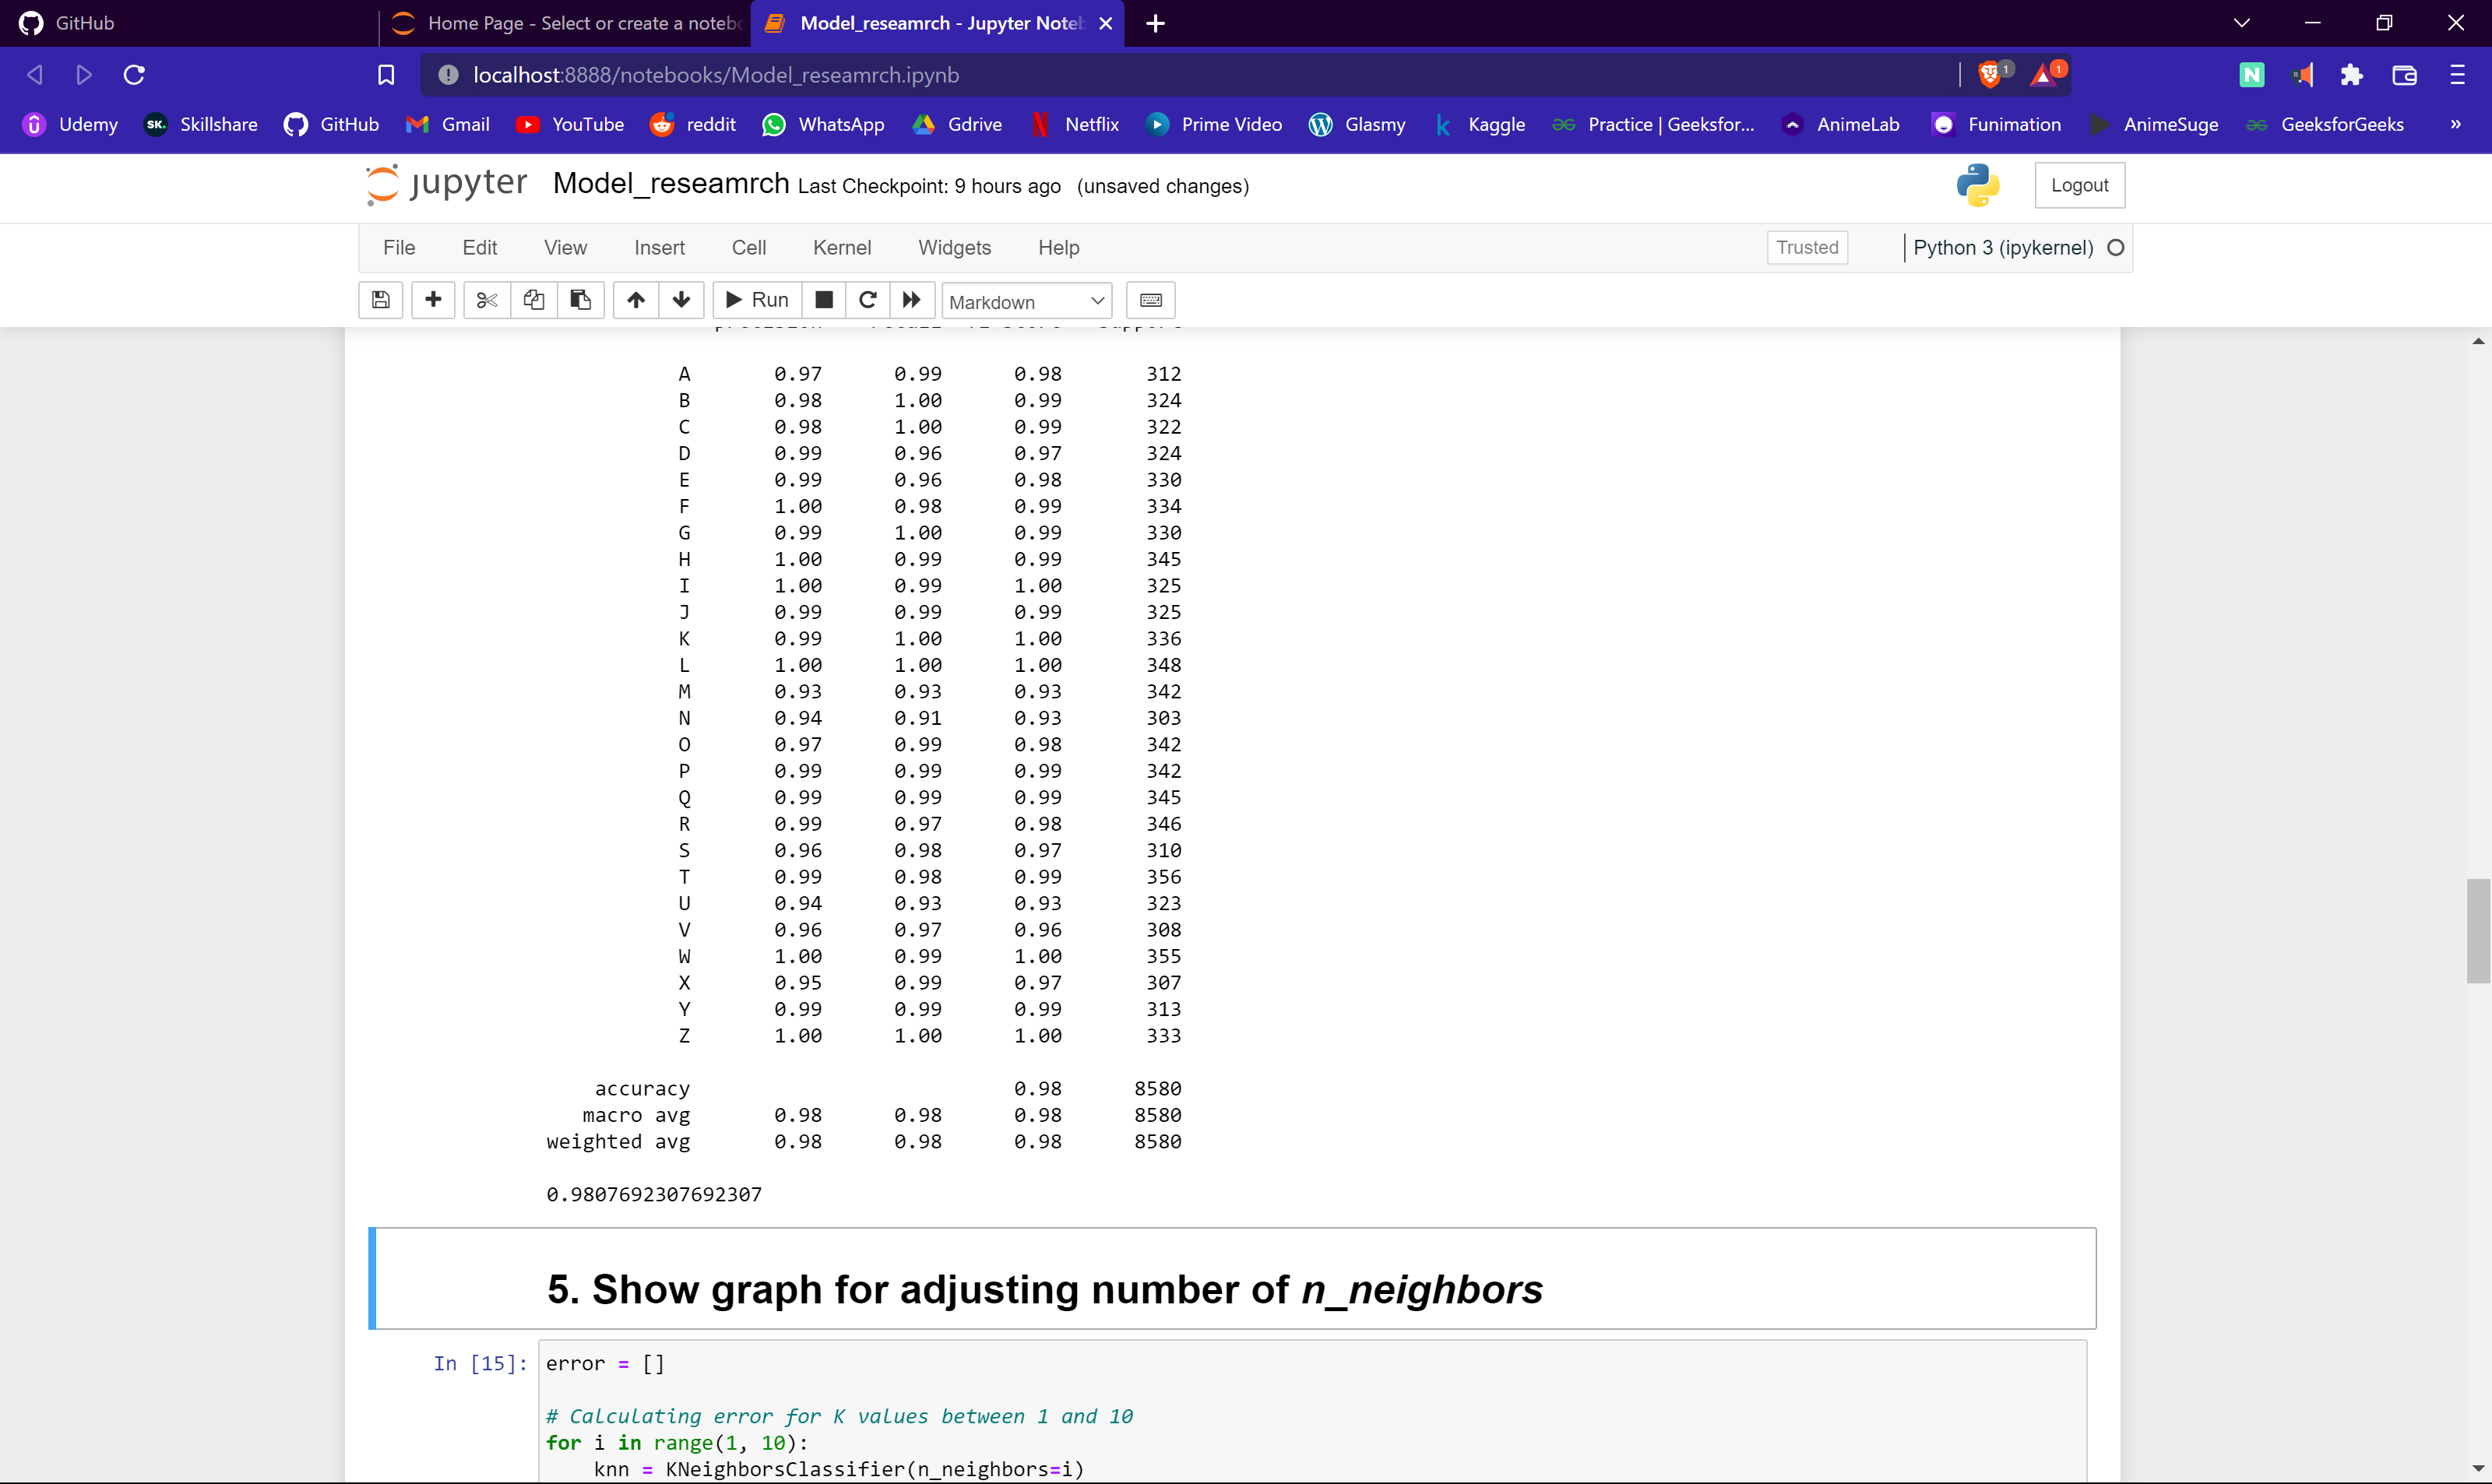 GitHub
Home Page - Select or create a noteb
Model_reseamrch - Jupyter Note
localhost:8888/notebooks/Model_reseamrch.ipynb
1
1
Udemy SK. Skillshare GitHub Gmail YouTube reddit WhatsApp Gdrive Netflix Prime Video Glasmy Kaggle Practice | Geeksfor... AnimeLab Funimation AnimeSuge GeeksforGeeks »
jupyter Model_reseamrch Last Checkpoint: 9 hours ago (unsaved changes)
Logout
File Edit View Insert Cell Kernel Widgets Help Trusted Python 3 (ipykernel)
Run Markdown
A 0.97 0.99 0.98 312
B 0.98 1.00 0.99 324
C 0.98 1.00 0.99 322
D 0.99 0.96 0.97 324
E 0.99 0.96 0.98 330
F 1.00 0.98 0.99 334
G 0.99 1.00 0.99 330
H 1.00 0.99 0.99 345
I 1.00 0.99 1.00 325
J 0.99 0.99 0.99 325
K 0.99 1.00 1.00 336
L 1.00 1.00 1.00 348
M 0.93 0.93 0.93 342
N 0.94 0.91 0.93 303
O 0.97 0.99 0.98 342
P 0.99 0.99 0.99 342
Q 0.99 0.99 0.99 345
R 0.99 0.97 0.98 346
S 0.96 0.98 0.97 310
T 0.99 0.98 0.99 356
U 0.94 0.93 0.93 323
V 0.96 0.97 0.96 308
W 1.00 0.99 1.00 355
X 0.95 0.99 0.97 307
Y 0.99 0.99 0.99 313
Z 1.00 1.00 1.00 333
accuracy 0.98 8580
macro avg 0.98 0.98 0.98 8580
weighted avg 0.98 0.98 0.98 8580
0.9807692307692307
5. Show graph for adjusting number of n_neighbors
In [15]: error = []
# Calculating error for K values between 1 and 10
for i in range(1, 10):
knn = KNeighborsClassifier(n_neighbors=i)